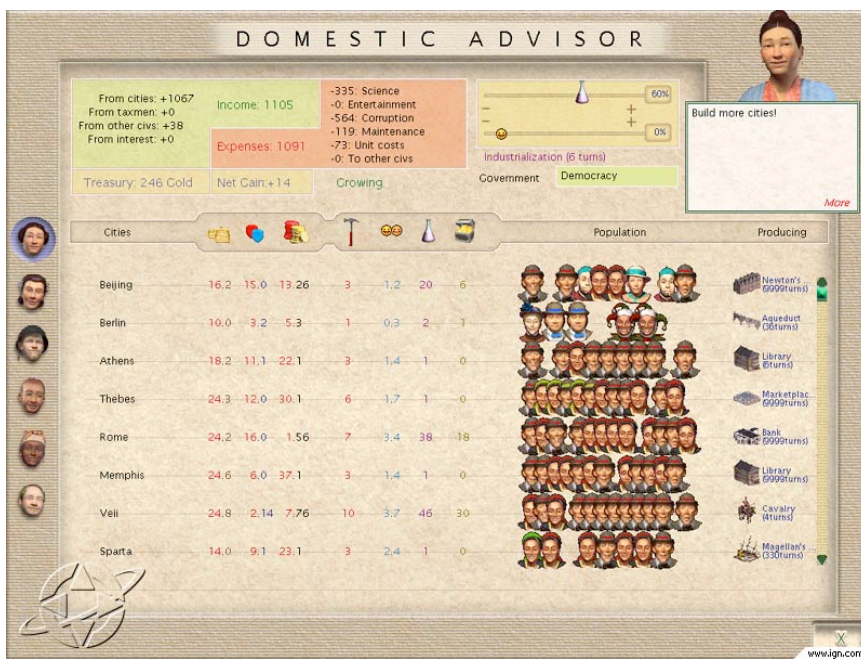 DOMESTIC ADVISOR
From cities: +1067
From taxmen: +0
From other civs: +38
From interest: +0
Income: 1105
Expenses: 1091
-335: Science
-0: Entertainment
-564: Corruption
-119: Maintenance
-73: Unit costs
-0: To other civs
Treasury: 246 Gold
Net Gain:+14
Growing
60%
0%
Industrialization (6 turns)
Government Democracy
Build more cities!
More
Cities Population Producing
Beijing 16.2 15.0 13.26 3 1,2 20 6 Newton's ... (9999turns)
Berlin 10.0 3.2 5.3 1 0,3 2 1 Aqueduct (36turns)
Athens 18.2 11.1 22.1 3 1,4 1 0 Library (6turns)
Thebes 24.3 12.0 30.1 6 1,7 1 0 Marketplac... (9999turns)
Rome 24.2 16.0 1.56 7 3,4 38 18 Bank (9999turns)
Memphis 24.6 6.0 37.1 3 1,4 1 0 Library (9999turns)
Veii 24.8 2.14 7.76 10 3,7 46 30 Cavalry (4turns)
Sparta 14.0 9.1 23.1 3 2,4 1 0 Magellan's ... (330turns)
X
www.ign.com